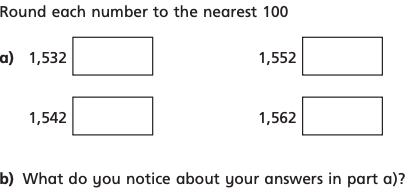 Round each number to the nearest 100
a) 1,532 1,552
1,542 1,562
b) What do you notice about your answers in part a)?